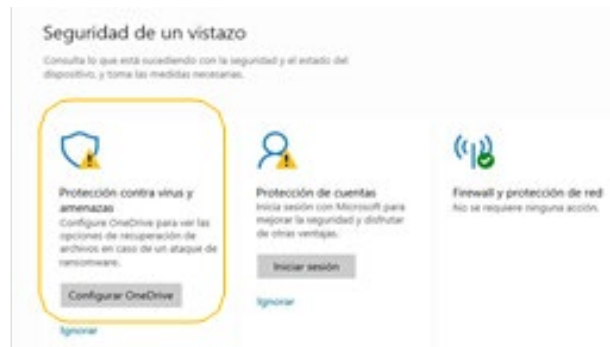 Seguridad de un vistazo
Consulta lo que está sucediendo con la seguridad y el estado del
dispositivo, y toma las medidas necesarias.
Protección contra virus y
amenazas
Configure OneDrive para ver las
opciones de recuperación de
archivos en caso de un ataque de
ransomware.
Configurar OneDrive
Ignorar
Protección de cuentas
Inicia sesión con Microsoft para
mejorar la seguridad y disfrutar
de otras ventajas.
Iniciar sesión
Ignorar
Firewall y protección de red
No se requiere ninguna acción.